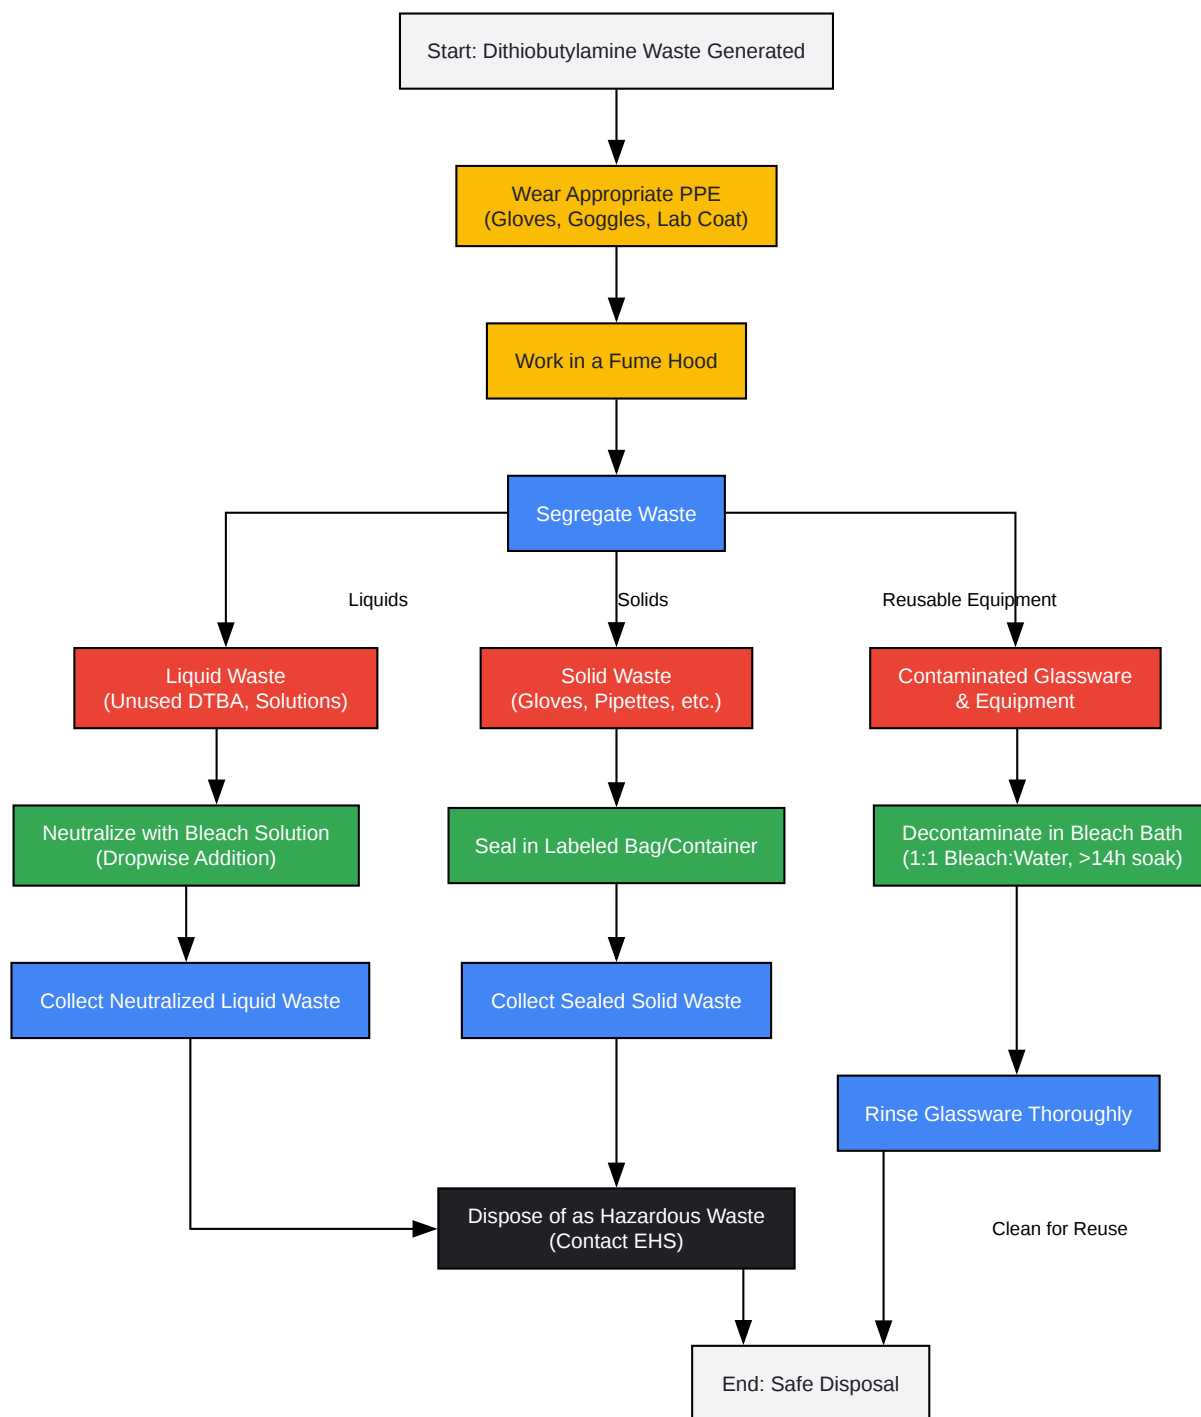 Start: Dithiobutylamine Waste Generated
Wear Appropriate PPE
(Gloves, Goggles, Lab Coat)
Work in a Fume Hood
Segregate Waste
Liquids
Solids
Reusable Equipment
Liquid Waste
(Unused DTBA, Solutions)
Solid Waste
(Gloves, Pipettes, etc.)
Contaminated Glassware
& Equipment
Neutralize with Bleach Solution
(Dropwise Addition)
Seal in Labeled Bag/Container
Decontaminate in Bleach Bath
(1:1 Bleach:Water, >14h soak)
Collect Neutralized Liquid Waste
Collect Sealed Solid Waste
Rinse Glassware Thoroughly
Dispose of as Hazardous Waste
(Contact EHS)
Clean for Reuse
End: Safe Disposal